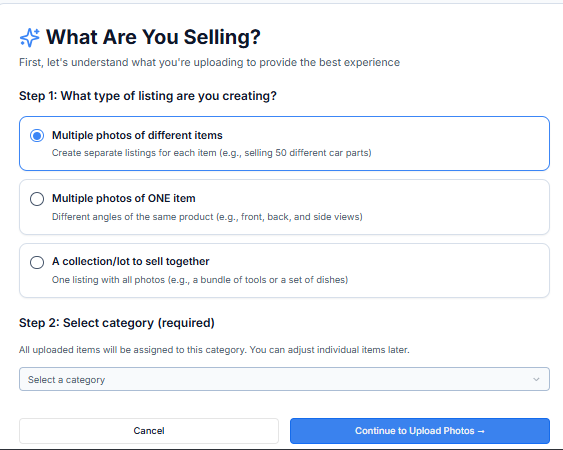 What Are You Selling?
First, let's understand what you're uploading to provide the best experience
Step 1: What type of listing are you creating?
Multiple photos of different items
Create separate listings for each item (e.g., selling 50 different car parts)
Multiple photos of ONE item
Different angles of the same product (e.g., front, back, and side views)
A collection/lot to sell together
One listing with all photos (e.g., a bundle of tools or a set of dishes)
Step 2: Select category (required)
All uploaded items will be assigned to this category. You can adjust individual items later.
Select a category
Cancel
Continue to Upload Photos →